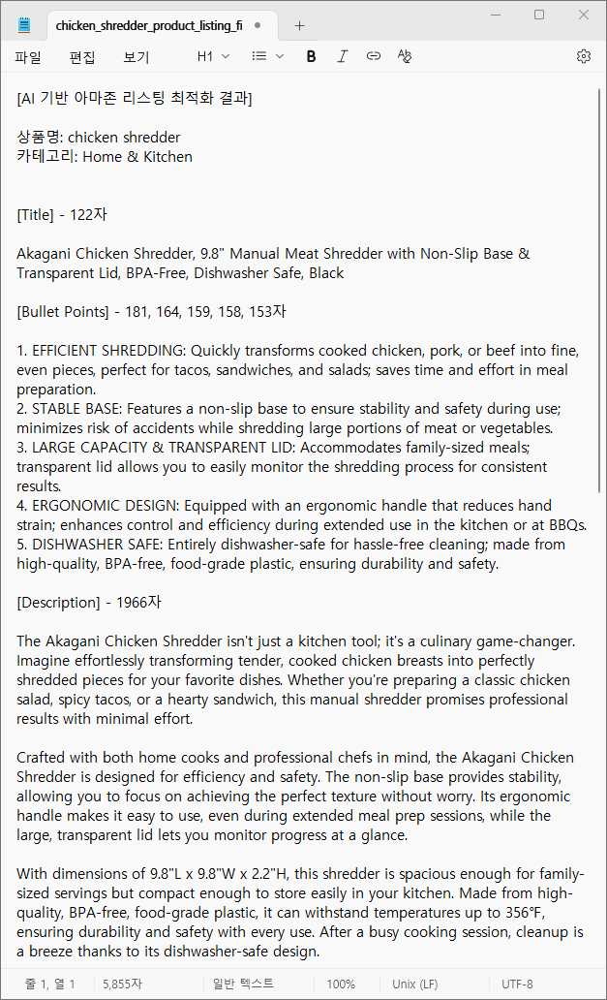 chicken_shredder_product_listing_fi
파일 편집 보기 H1 B I
[AI 기반 아마존 리스팅 최적화 결과]
상품명: chicken shredder
카테고리: Home & Kitchen
[Title] - 122자
Akagani Chicken Shredder, 9.8" Manual Meat Shredder with Non-Slip Base &
Transparent Lid, BPA-Free, Dishwasher Safe, Black
[Bullet Points] - 181, 164, 159, 158, 153자
1. EFFICIENT SHREDDING: Quickly transforms cooked chicken, pork, or beef into fine,
even pieces, perfect for tacos, sandwiches, and salads; saves time and effort in meal
preparation.
2. STABLE BASE: Features a non-slip base to ensure stability and safety during use;
minimizes risk of accidents while shredding large portions of meat or vegetables.
3. LARGE CAPACITY & TRANSPARENT LID: Accommodates family-sized meals;
transparent lid allows you to easily monitor the shredding process for consistent
results.
4. ERGONOMIC DESIGN: Equipped with an ergonomic handle that reduces hand
strain; enhances control and efficiency during extended use in the kitchen or at BBQs.
5. DISHWASHER SAFE: Entirely dishwasher-safe for hassle-free cleaning; made from
high-quality, BPA-free, food-grade plastic, ensuring durability and safety.
[Description] - 1966자
The Akagani Chicken Shredder isn't just a kitchen tool; it's a culinary game-changer.
Imagine effortlessly transforming tender, cooked chicken breasts into perfectly
shredded pieces for your favorite dishes. Whether you're preparing a classic chicken
salad, spicy tacos, or a hearty sandwich, this manual shredder promises professional
results with minimal effort.
Crafted with both home cooks and professional chefs in mind, the Akagani Chicken
Shredder is designed for efficiency and safety. The non-slip base provides stability,
allowing you to focus on achieving the perfect texture without worry. Its ergonomic
handle makes it easy to use, even during extended meal prep sessions, while the
large, transparent lid lets you monitor progress at a glance.
With dimensions of 9.8"L x 9.8"W x 2.2"H, this shredder is spacious enough for family-
sized servings but compact enough to store easily in your kitchen. Made from high-
quality, BPA-free, food-grade plastic, it can withstand temperatures up to 356°F,
ensuring durability and safety with every use. After a busy cooking session, cleanup is
a breeze thanks to its dishwasher-safe design.
줄 1, 열 1 5,855자 일반 텍스트 100% Unix (LF) UTF-8